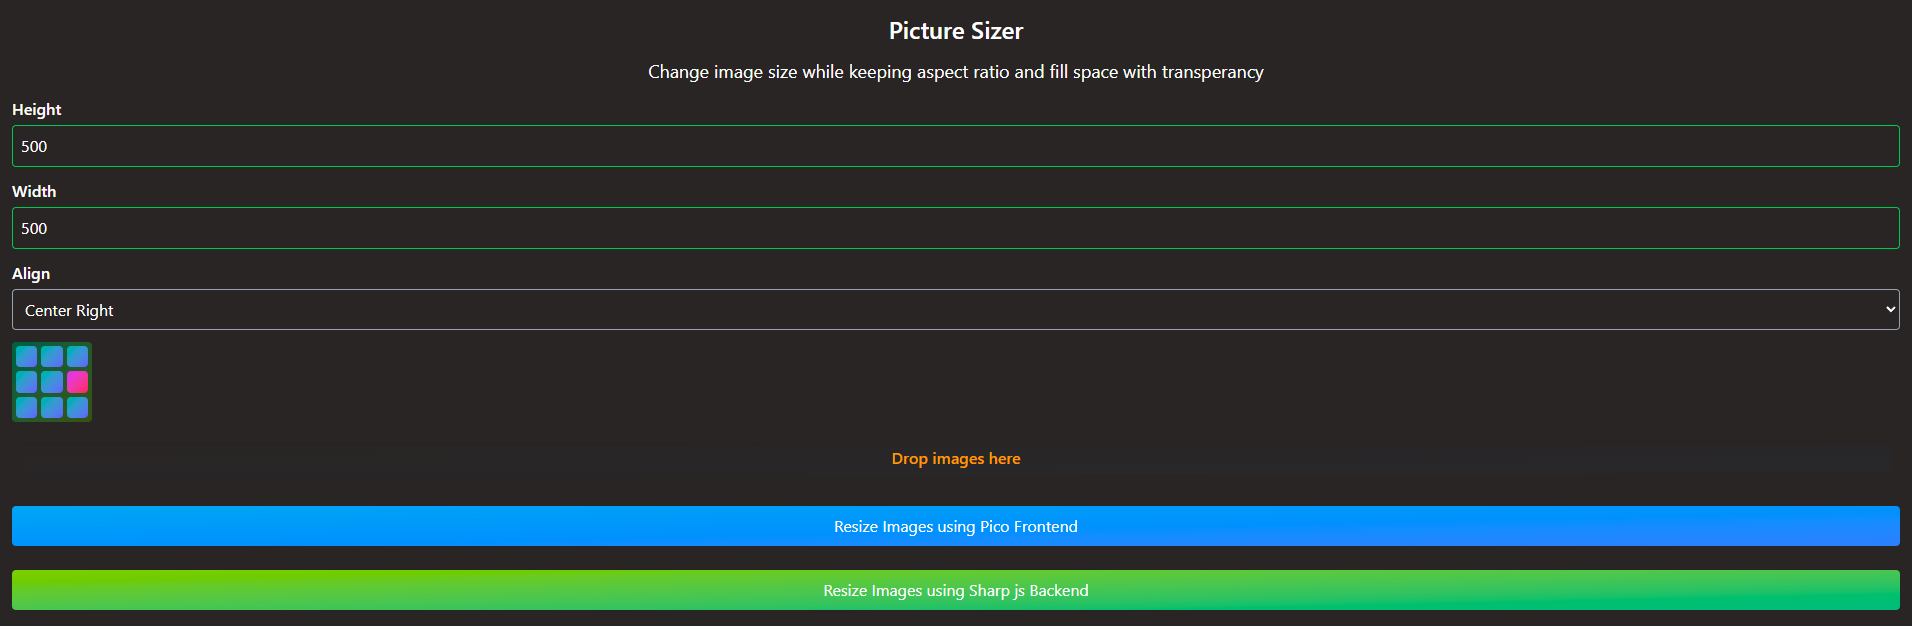 Picture Sizer
Change image size while keeping aspect ratio and fill space with transperancy
Height
500
Width
500
Align
Center Right
Drop images here
Resize Images using Pico Frontend
Resize Images using Sharp js Backend